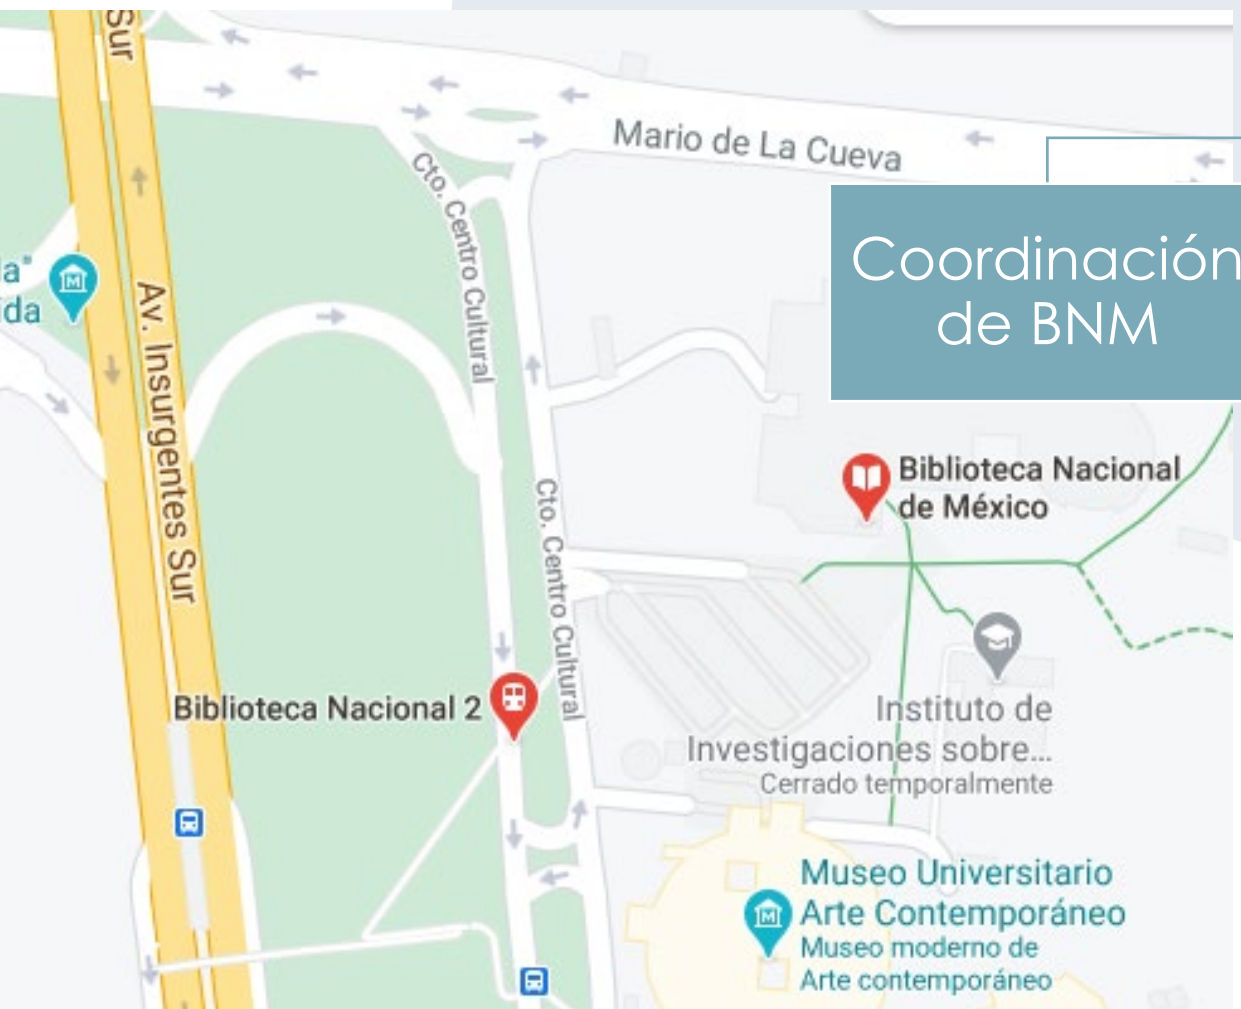 Sur
Mario de La Cueva
Cto. Centro Cultural
Coordinación
de BNM
la"
ida
Av. Insurgentes Sur
Biblioteca Nacional
de México
Cto. Centro Cultural
Biblioteca Nacional 2
Instituto de
Investigaciones sobre...
Cerrado temporalmente
Museo Universitario
Arte Contemporáneo
Museo moderno de
Arte contemporáneo